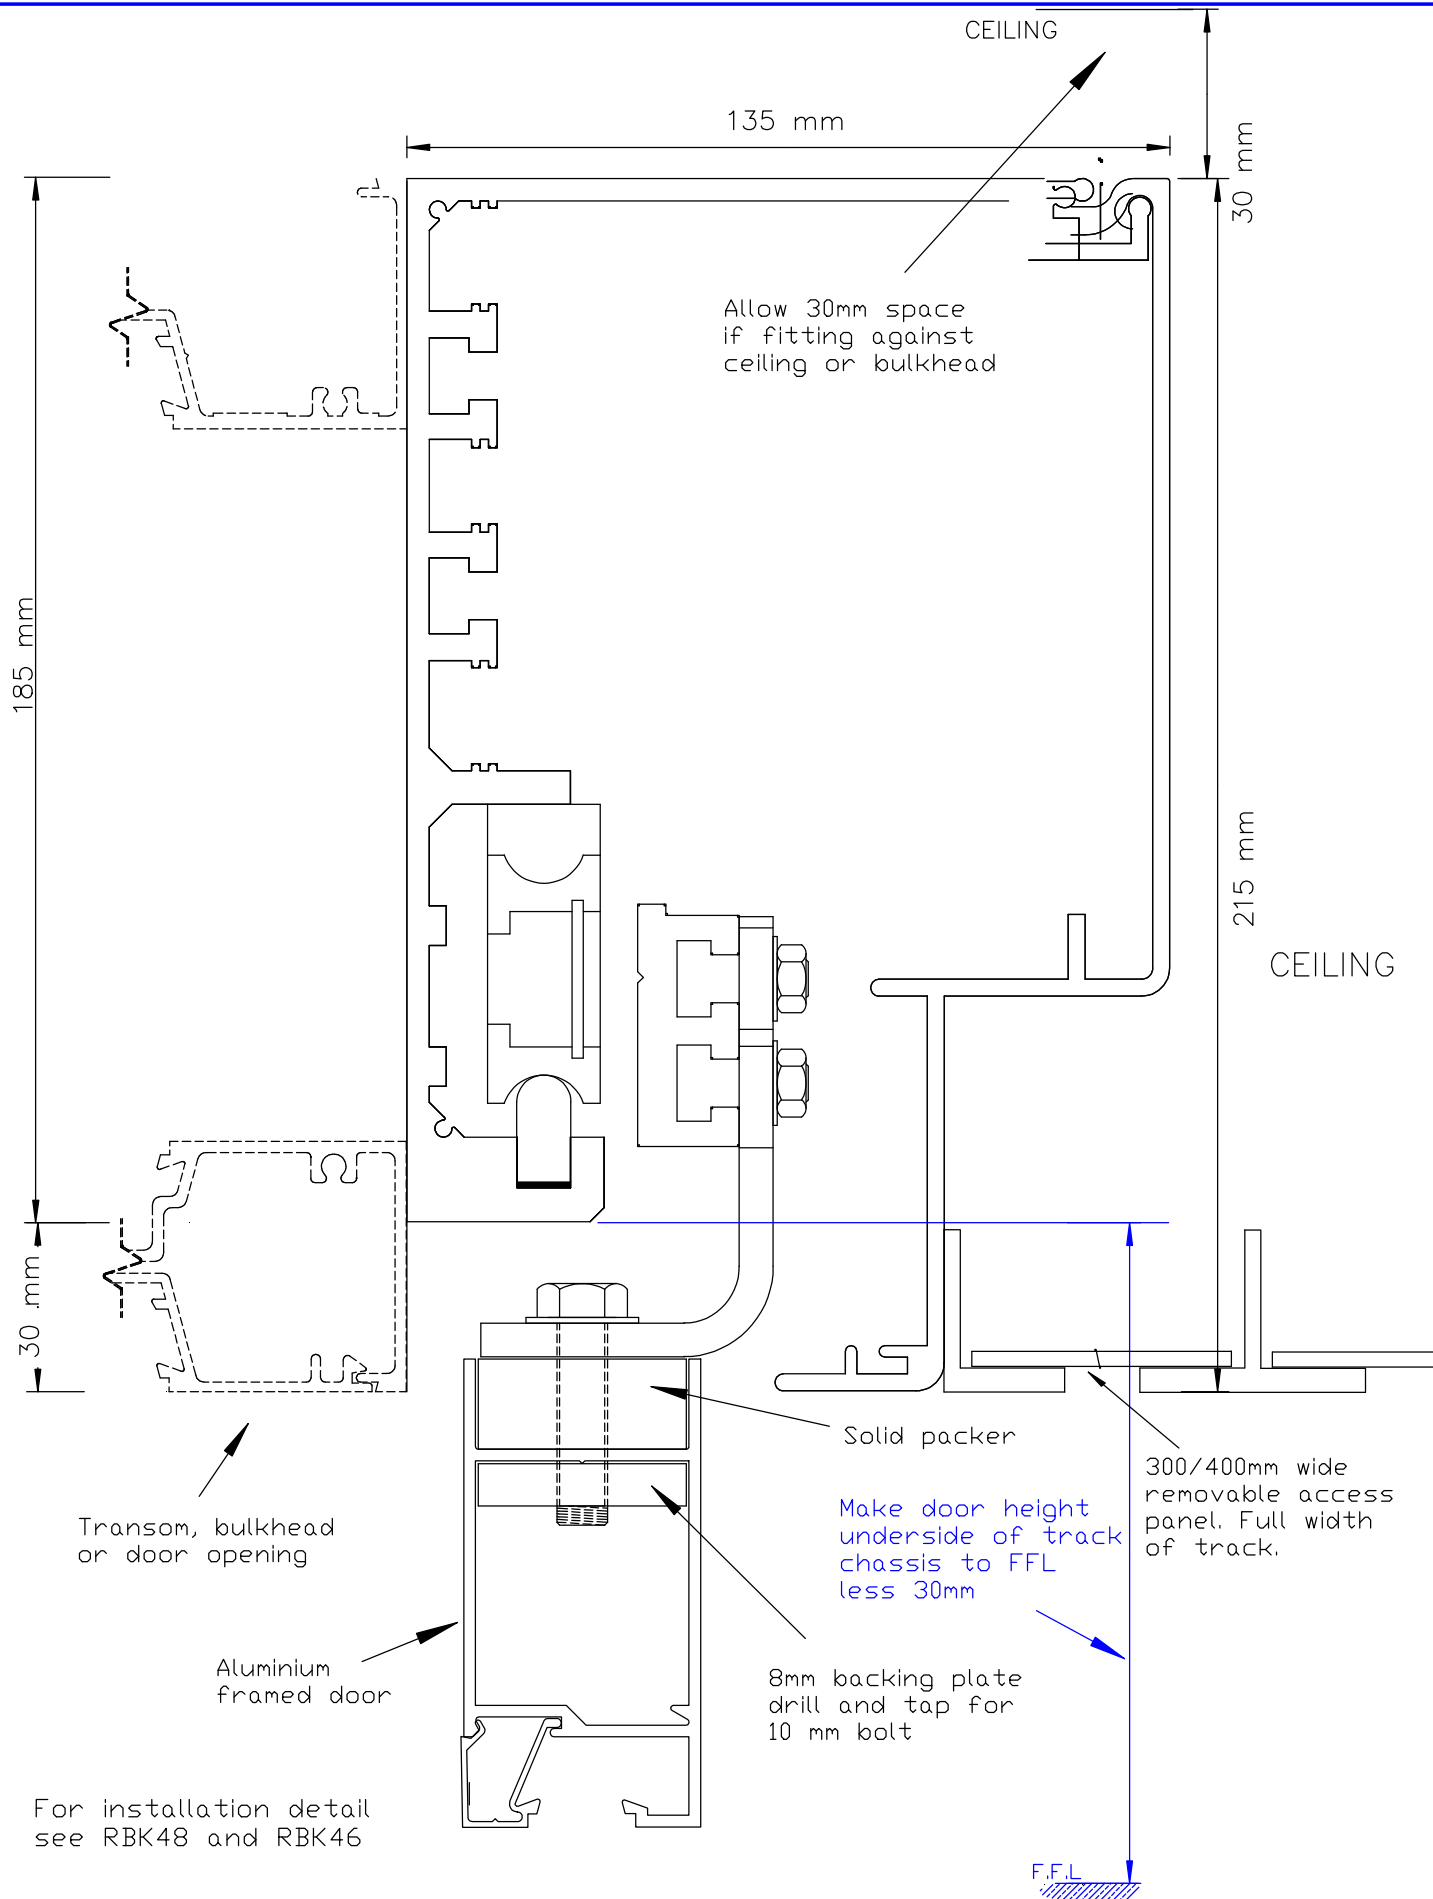 CEILING
135 mm
30 mm
Allow 30mm space
if fitting against
ceiling or bulkhead
185 mm
215 mm
CEILING
30 mm
Solid packer
300/400mm wide
removable access
panel. Full width
of track.
Make door height
underside of track
chassis to FFL
less 30mm
Transom, bulkhead
or door opening
Aluminium
framed door
8mm backing plate
drill and tap for
10 mm bolt
For installation detail
see RBK48 and RBK46
F.F.L